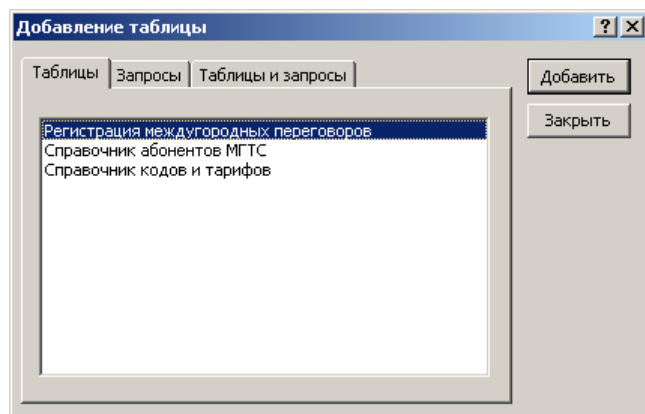 Добавление таблицы
Таблицы Запросы Таблицы и запросы
Добавить
Закрыть
Регистрация междугородных переговоров
Справочник абонентов МГТС
Справочник кодов и тарифов